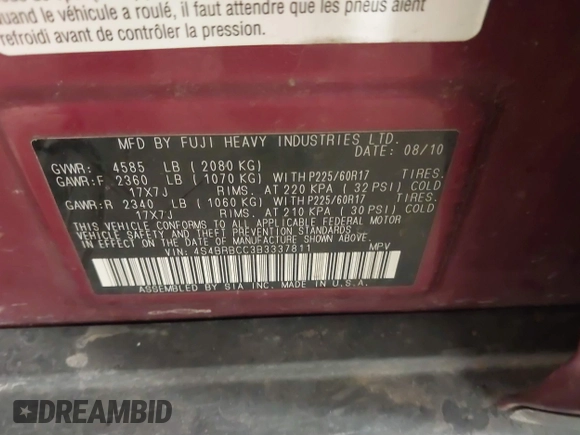 quand le véhicule a roulé, il faut attendre que les pneus aient
refroidi avant de contrôler la pression.
MFD BY FUJI HEAVY INDUSTRIES LTD.
DATE: 08/10
GVWR: 4585 LB ( 2080 KG)
GAWR:F 2360 LB ( 1070 KG) WITH P225/60R17 TIRES.
17X7J RIMS. AT 220 KPA ( 32 PSI) COLD
GAWR:R 2340 LB ( 1060 KG) WITH P225/60R17 TIRES.
17X7J RIMS. AT 210 KPA ( 30 PSI) COLD
THIS VEHICLE CONFORMS TO ALL APPLICABLE FEDERAL MOTOR
VEHICLE SAFETY AND THEFT PREVENTION STANDARDS
IN EFFECT ON THE DATE OF MANUFACTURE SHOWN ABOVE.
VIN: 4S4BRBCC3B3337811 MPV
ASSEMBLED BY SIA INC. MADE IN U.S.A.
DREAMBID